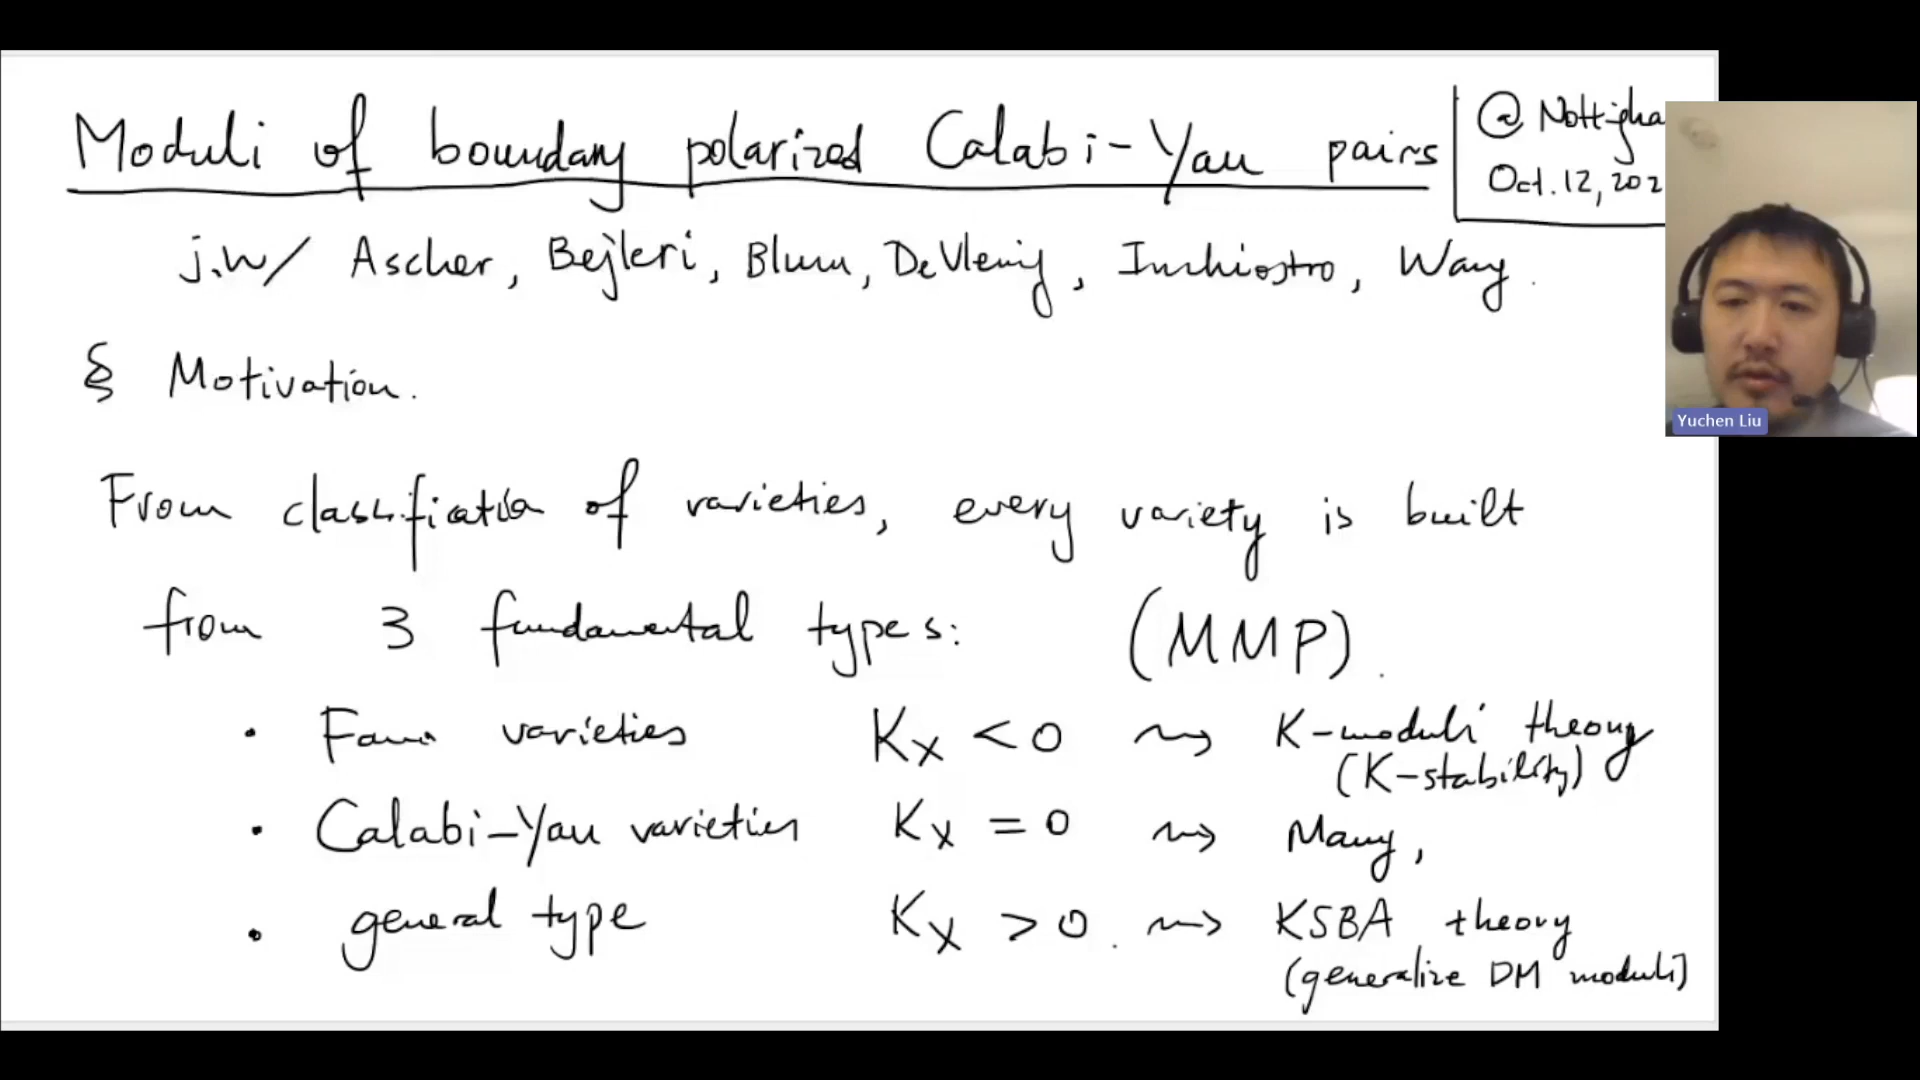 Moduli of boundary polarized Calabi-Yau pairs
@ Nottigha
Oct. 12, 202
j.w/ Ascher, Bejleri, Blum, DeVleming, Inchiostro, Wang.
§ Motivation.
From classification of varieties, every variety is built
from 3 fundamental types: (MMP).
• Fano varieties K_X < 0 ⇝ K-moduli theory
(K-stability)
• Calabi-Yau varieties K_X = 0 ⇝ Many,
• general type K_X > 0. ⇝ KSBA theory
(generalize DM moduli)
Yuchen Liu